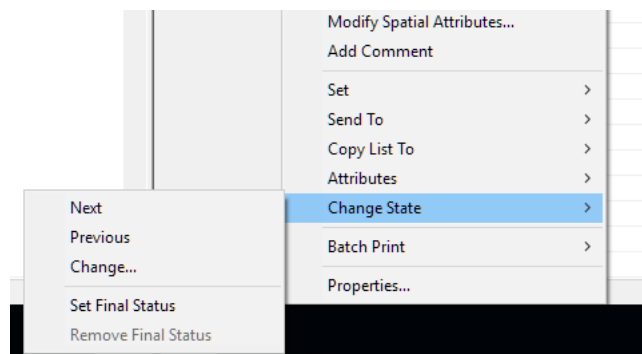 Modify Spatial Attributes...
Add Comment
Set
Send To
Copy List To
Attributes
Change State
Batch Print
Properties...
Next
Previous
Change...
Set Final Status
Remove Final Status